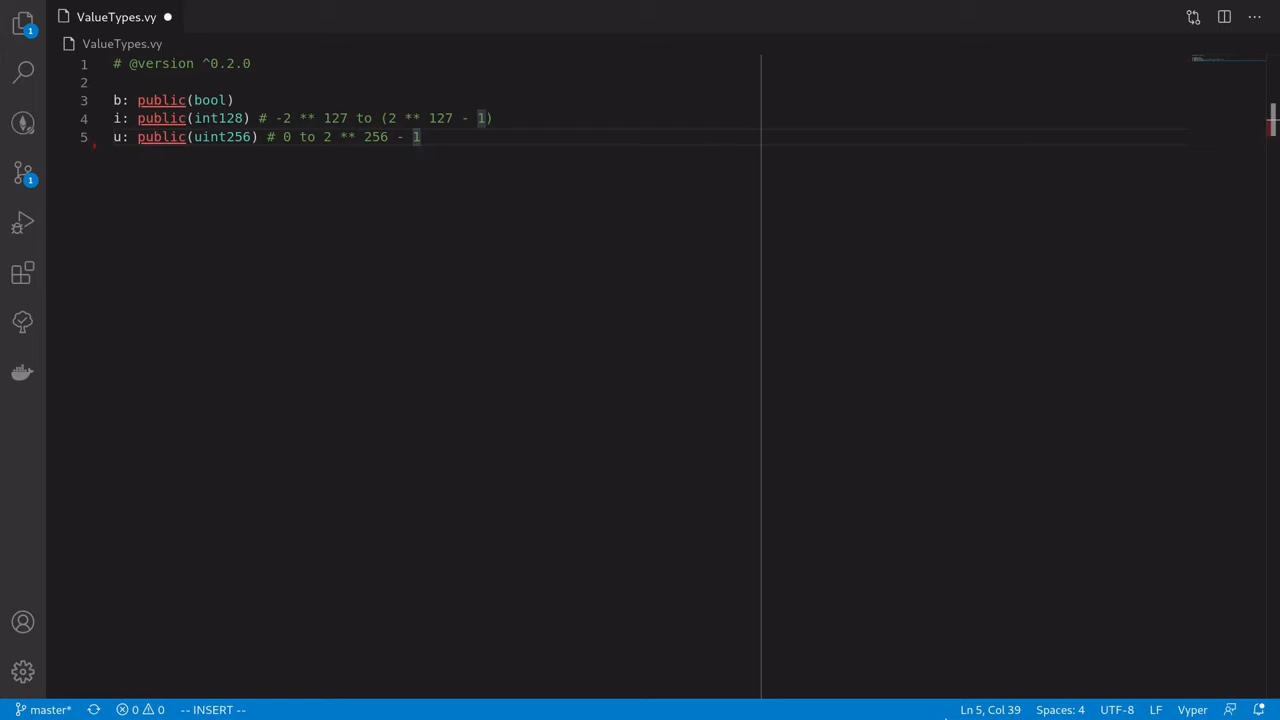 ValueTypes.vy
ValueTypes.vy
1 # @version ^0.2.0
2
3 b: public(bool)
4 i: public(int128) # -2 ** 127 to (2 ** 127 - 1)
5 u: public(uint256) # 0 to 2 ** 256 - 1
1
1
master* 0 0 -- INSERT -- Ln 5, Col 39 Spaces: 4 UTF-8 LF Vyper